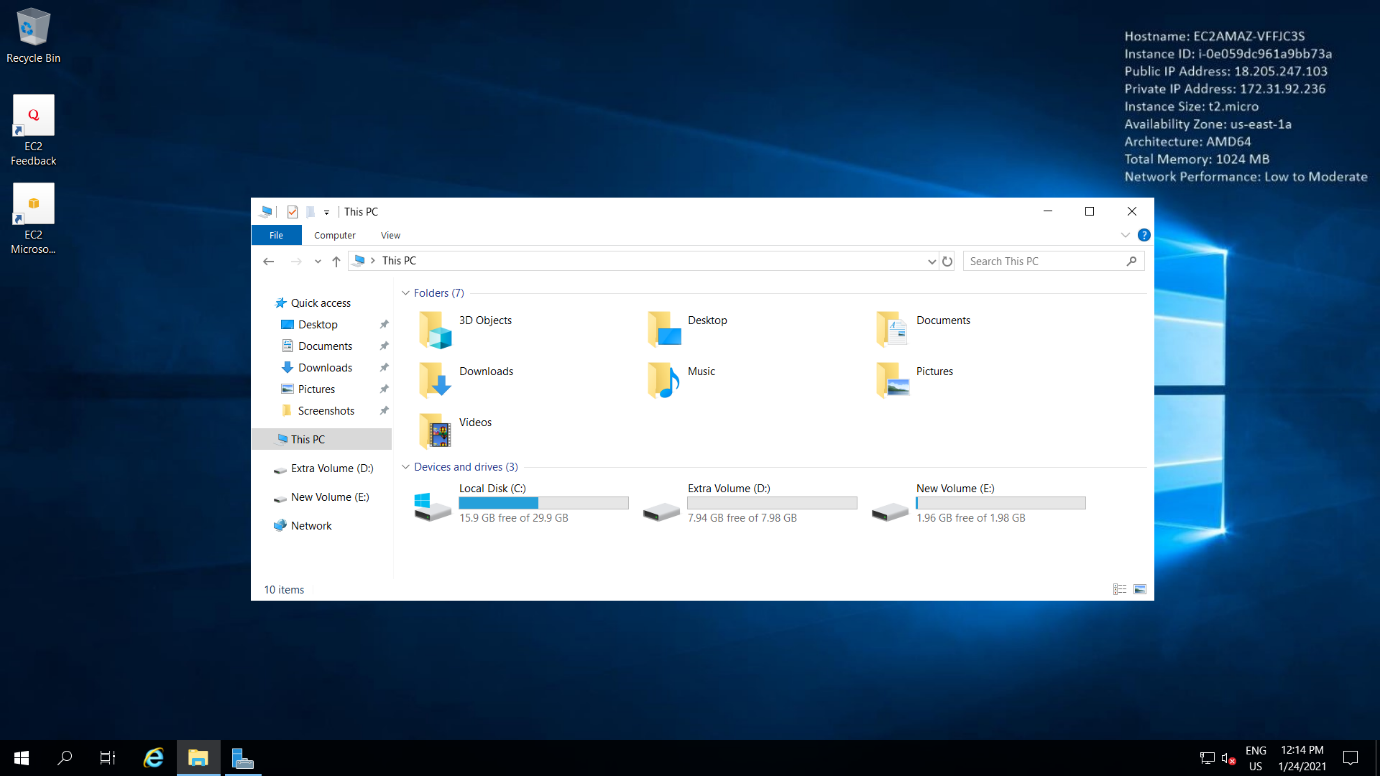 Recycle Bin
Q
EC2
Feedback
EC2
Microso...
Hostname: EC2AMAZ-VFFJC3S
Instance ID: i-0e059dc961a9bb73a
Public IP Address: 18.205.247.103
Private IP Address: 172.31.92.236
Instance Size: t2.micro
Availability Zone: us-east-1a
Architecture: AMD64
Total Memory: 1024 MB
Network Performance: Low to Moderate
This PC
File Computer View
This PC
Search This PC
Quick access
Desktop
Documents
Downloads
Pictures
Screenshots
This PC
Extra Volume (D:)
New Volume (E:)
Network
Folders (7)
3D Objects Desktop Documents
Downloads Music Pictures
Videos
Devices and drives (3)
Local Disk (C:)
15.9 GB free of 29.9 GB
Extra Volume (D:)
7.94 GB free of 7.98 GB
New Volume (E:)
1.96 GB free of 1.98 GB
10 items
ENG
US
12:14 PM
1/24/2021